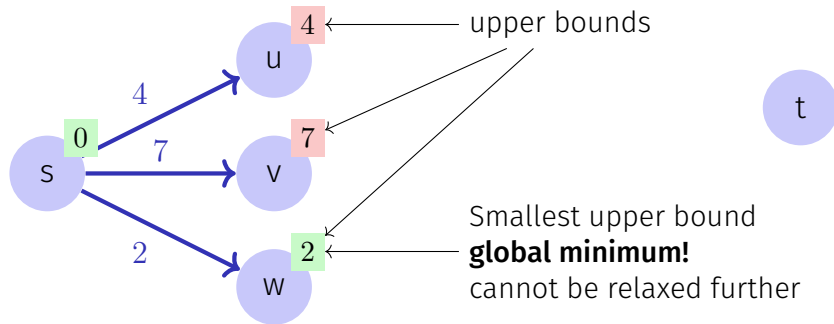 4
upper bounds
u
4
t
0
7
7
s
v
Smallest upper bound
2
2
global minimum!
w
cannot be relaxed further